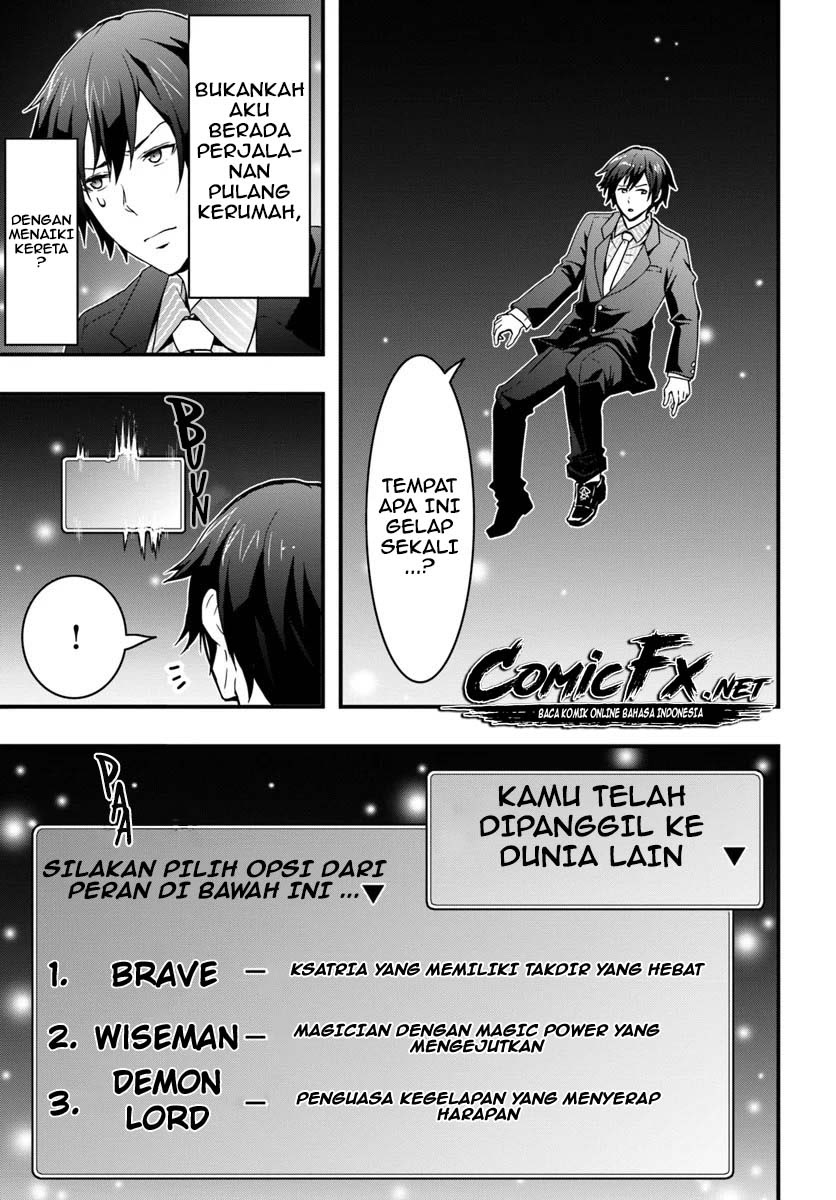 TEMPAT
APA INI
GELAP
SEKALI
...?
BUKANKAH
AKU
BERADA
PERJALA-
NAN
PULANG
KERUMAH,
DENGAN
MENAIKI
KERETA
?
BUUN
!
COMICFX.NET
BACA KOMIK ONLINE BAHASA INDONESIA
KAMU TELAH
DIPANGGIL KE
DUNIA LAIN ▼
PAA
SILAKAN PILIH OPSI DARI
PERAN DI BAWAH INI ... ▼
1. BRAVE — KSATRIA YANG MEMILIKI TAKDIR YANG HEBAT
2. WISEMAN — MAGICIAN DENGAN MAGIC POWER YANG
MENGEJUTKAN
3. DEMON
LORD — PENGUASA KEGELAPAN YANG MENYERAP
HARAPAN